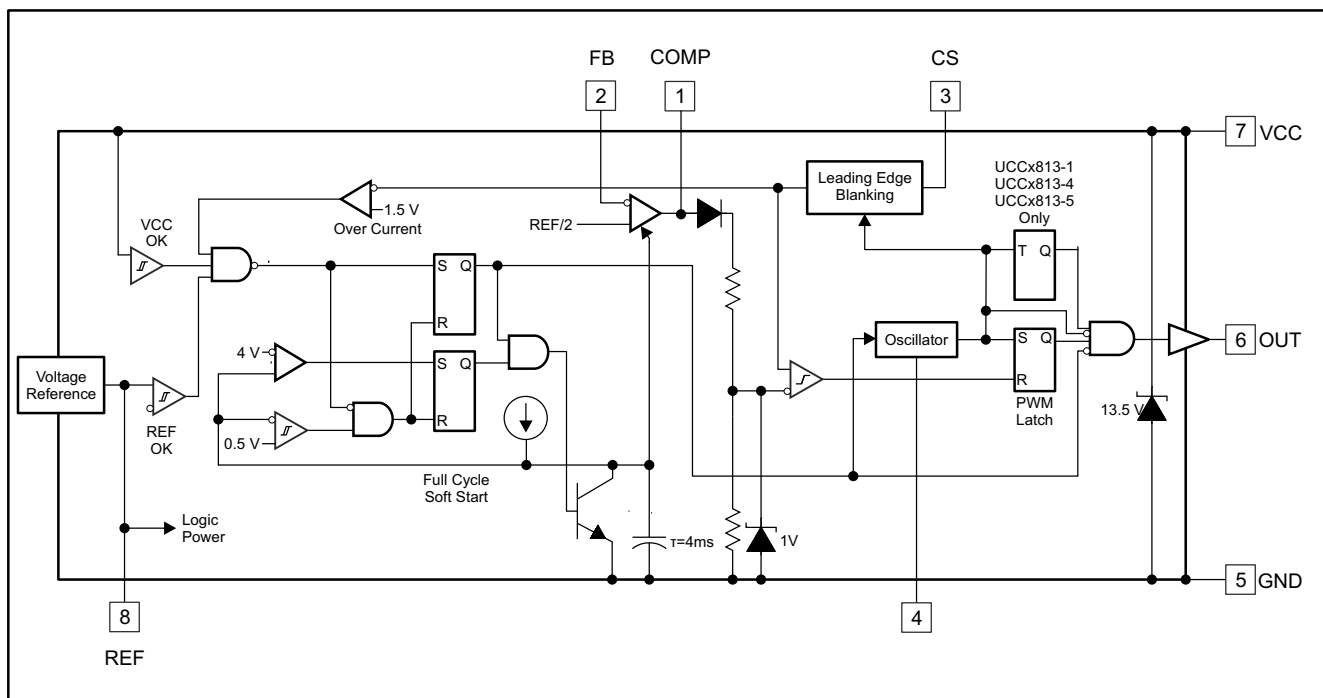 FB
COMP
CS
2
1
3
7
VCC
UCCx813-1
UCCx813-4
UCCx813-5
Only
Leading Edge
Blanking
1.5 V
Over Current
REF/2
VCC
OK
T
Q
S
Q
R
Oscillator
S
Q
R
PWM
Latch
6
OUT
4 V
S
Q
R
Voltage
Reference
REF
OK
0.5 V
Full Cycle
Soft Start
13.5 V
Logic
Power
τ=4ms
1V
5
GND
8
4
REF